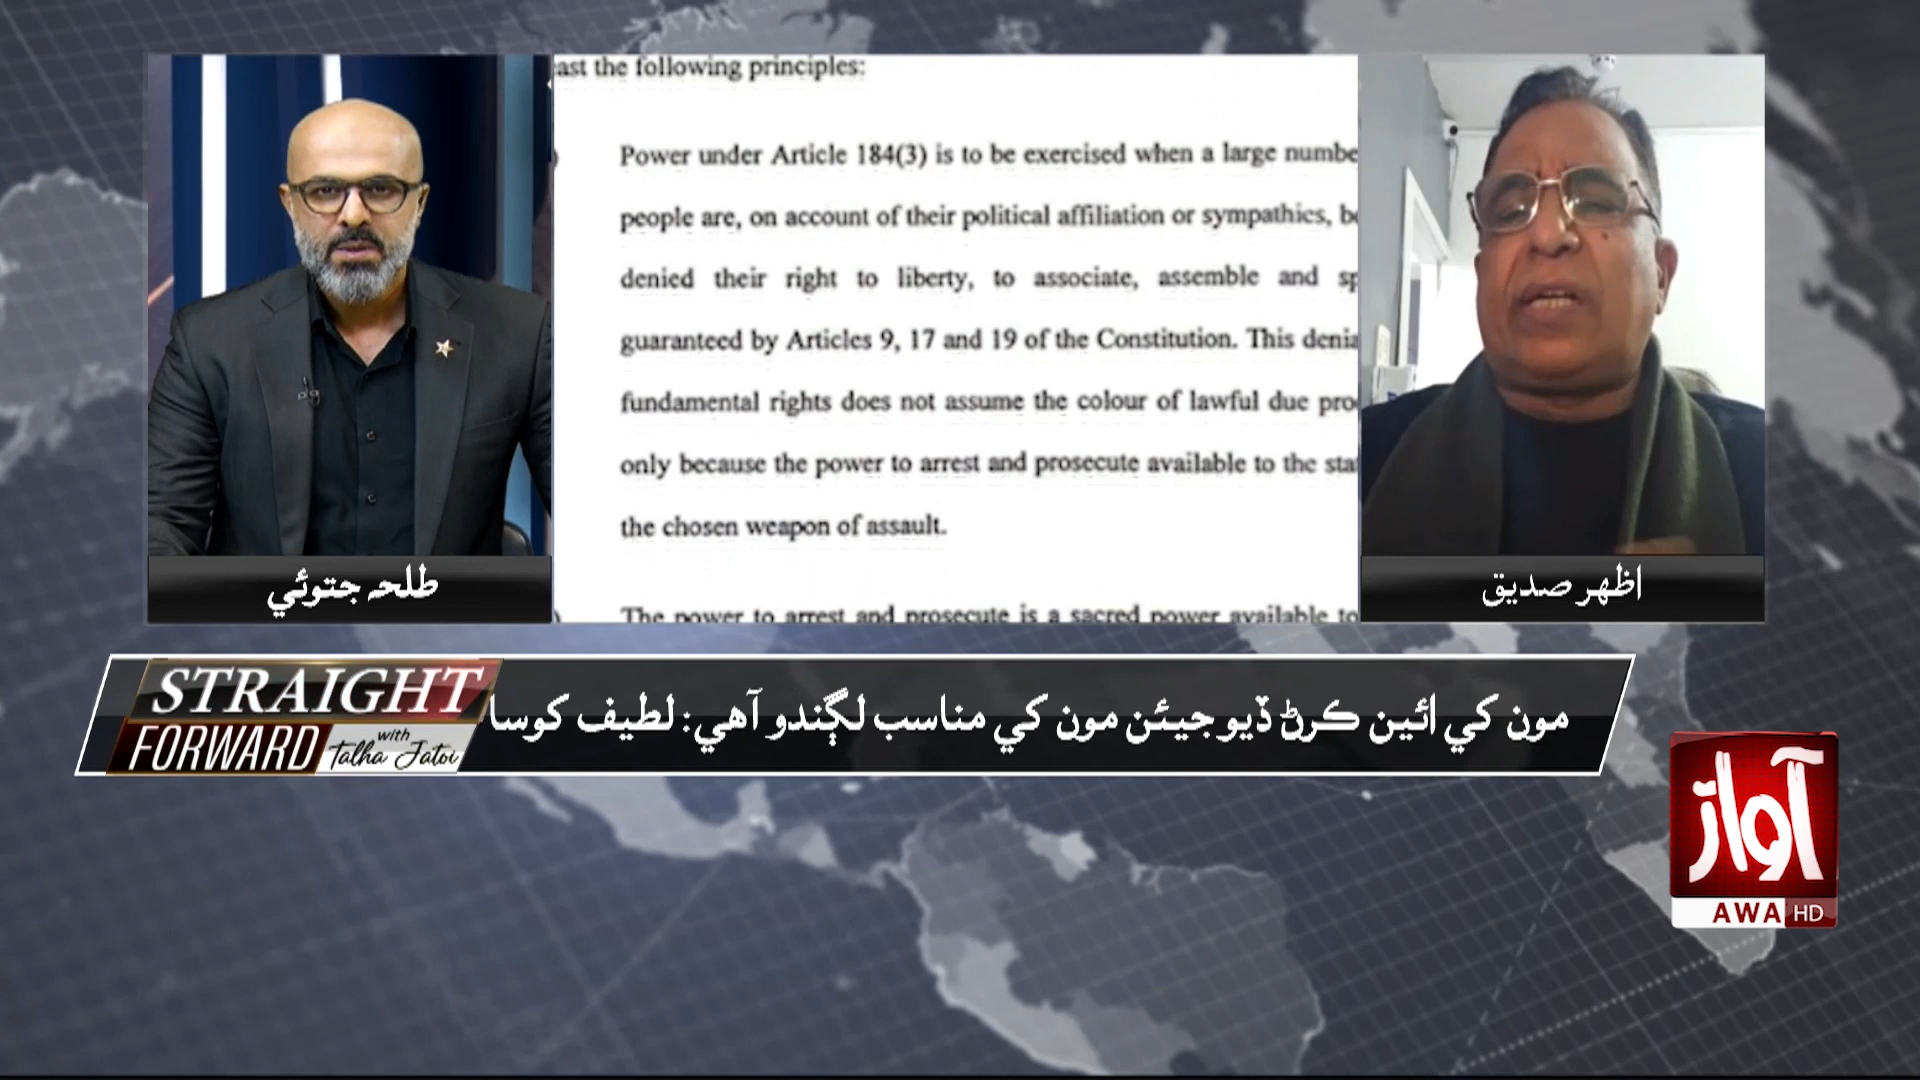 ast the following principles:
Power under Article 184(3) is to be exercised when a large numbe
people are, on account of their political affiliation or sympathies, be
denied their right to liberty, to associate, assemble and sp
guaranteed by Articles 9, 17 and 19 of the Constitution. This denia
fundamental rights does not assume the colour of lawful due pro
only because the power to arrest and prosecute available to the sta
the chosen weapon of assault.
The power to arrest and prosecute is a sacred power available to
طلحہ جتوئي
اظهر صديق
STRAIGHT
FORWARD
with
Talha Jatoi
مون کي ائين ڪرڻ ڏيو جيئن مون کي مناسب لڳندو آهي: لطيف کوسا
آواز
AWA HD